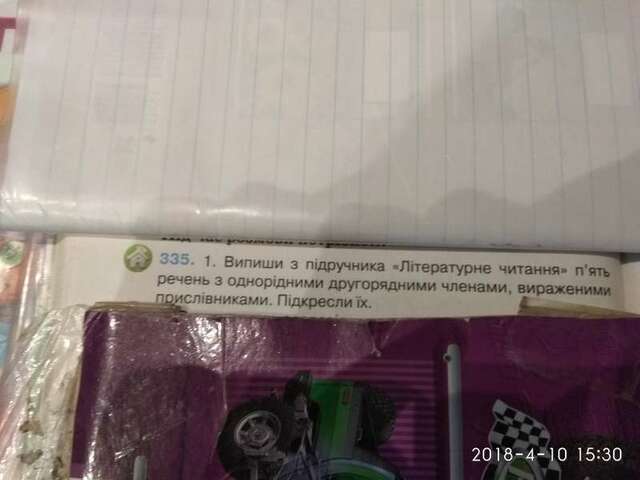 335. 1. Випиши з підручника «Літературне читання» п'ять
речень з однорідними другорядними членами, вираженими
прислівниками. Підкресли їх.
2018-4-10 15:30